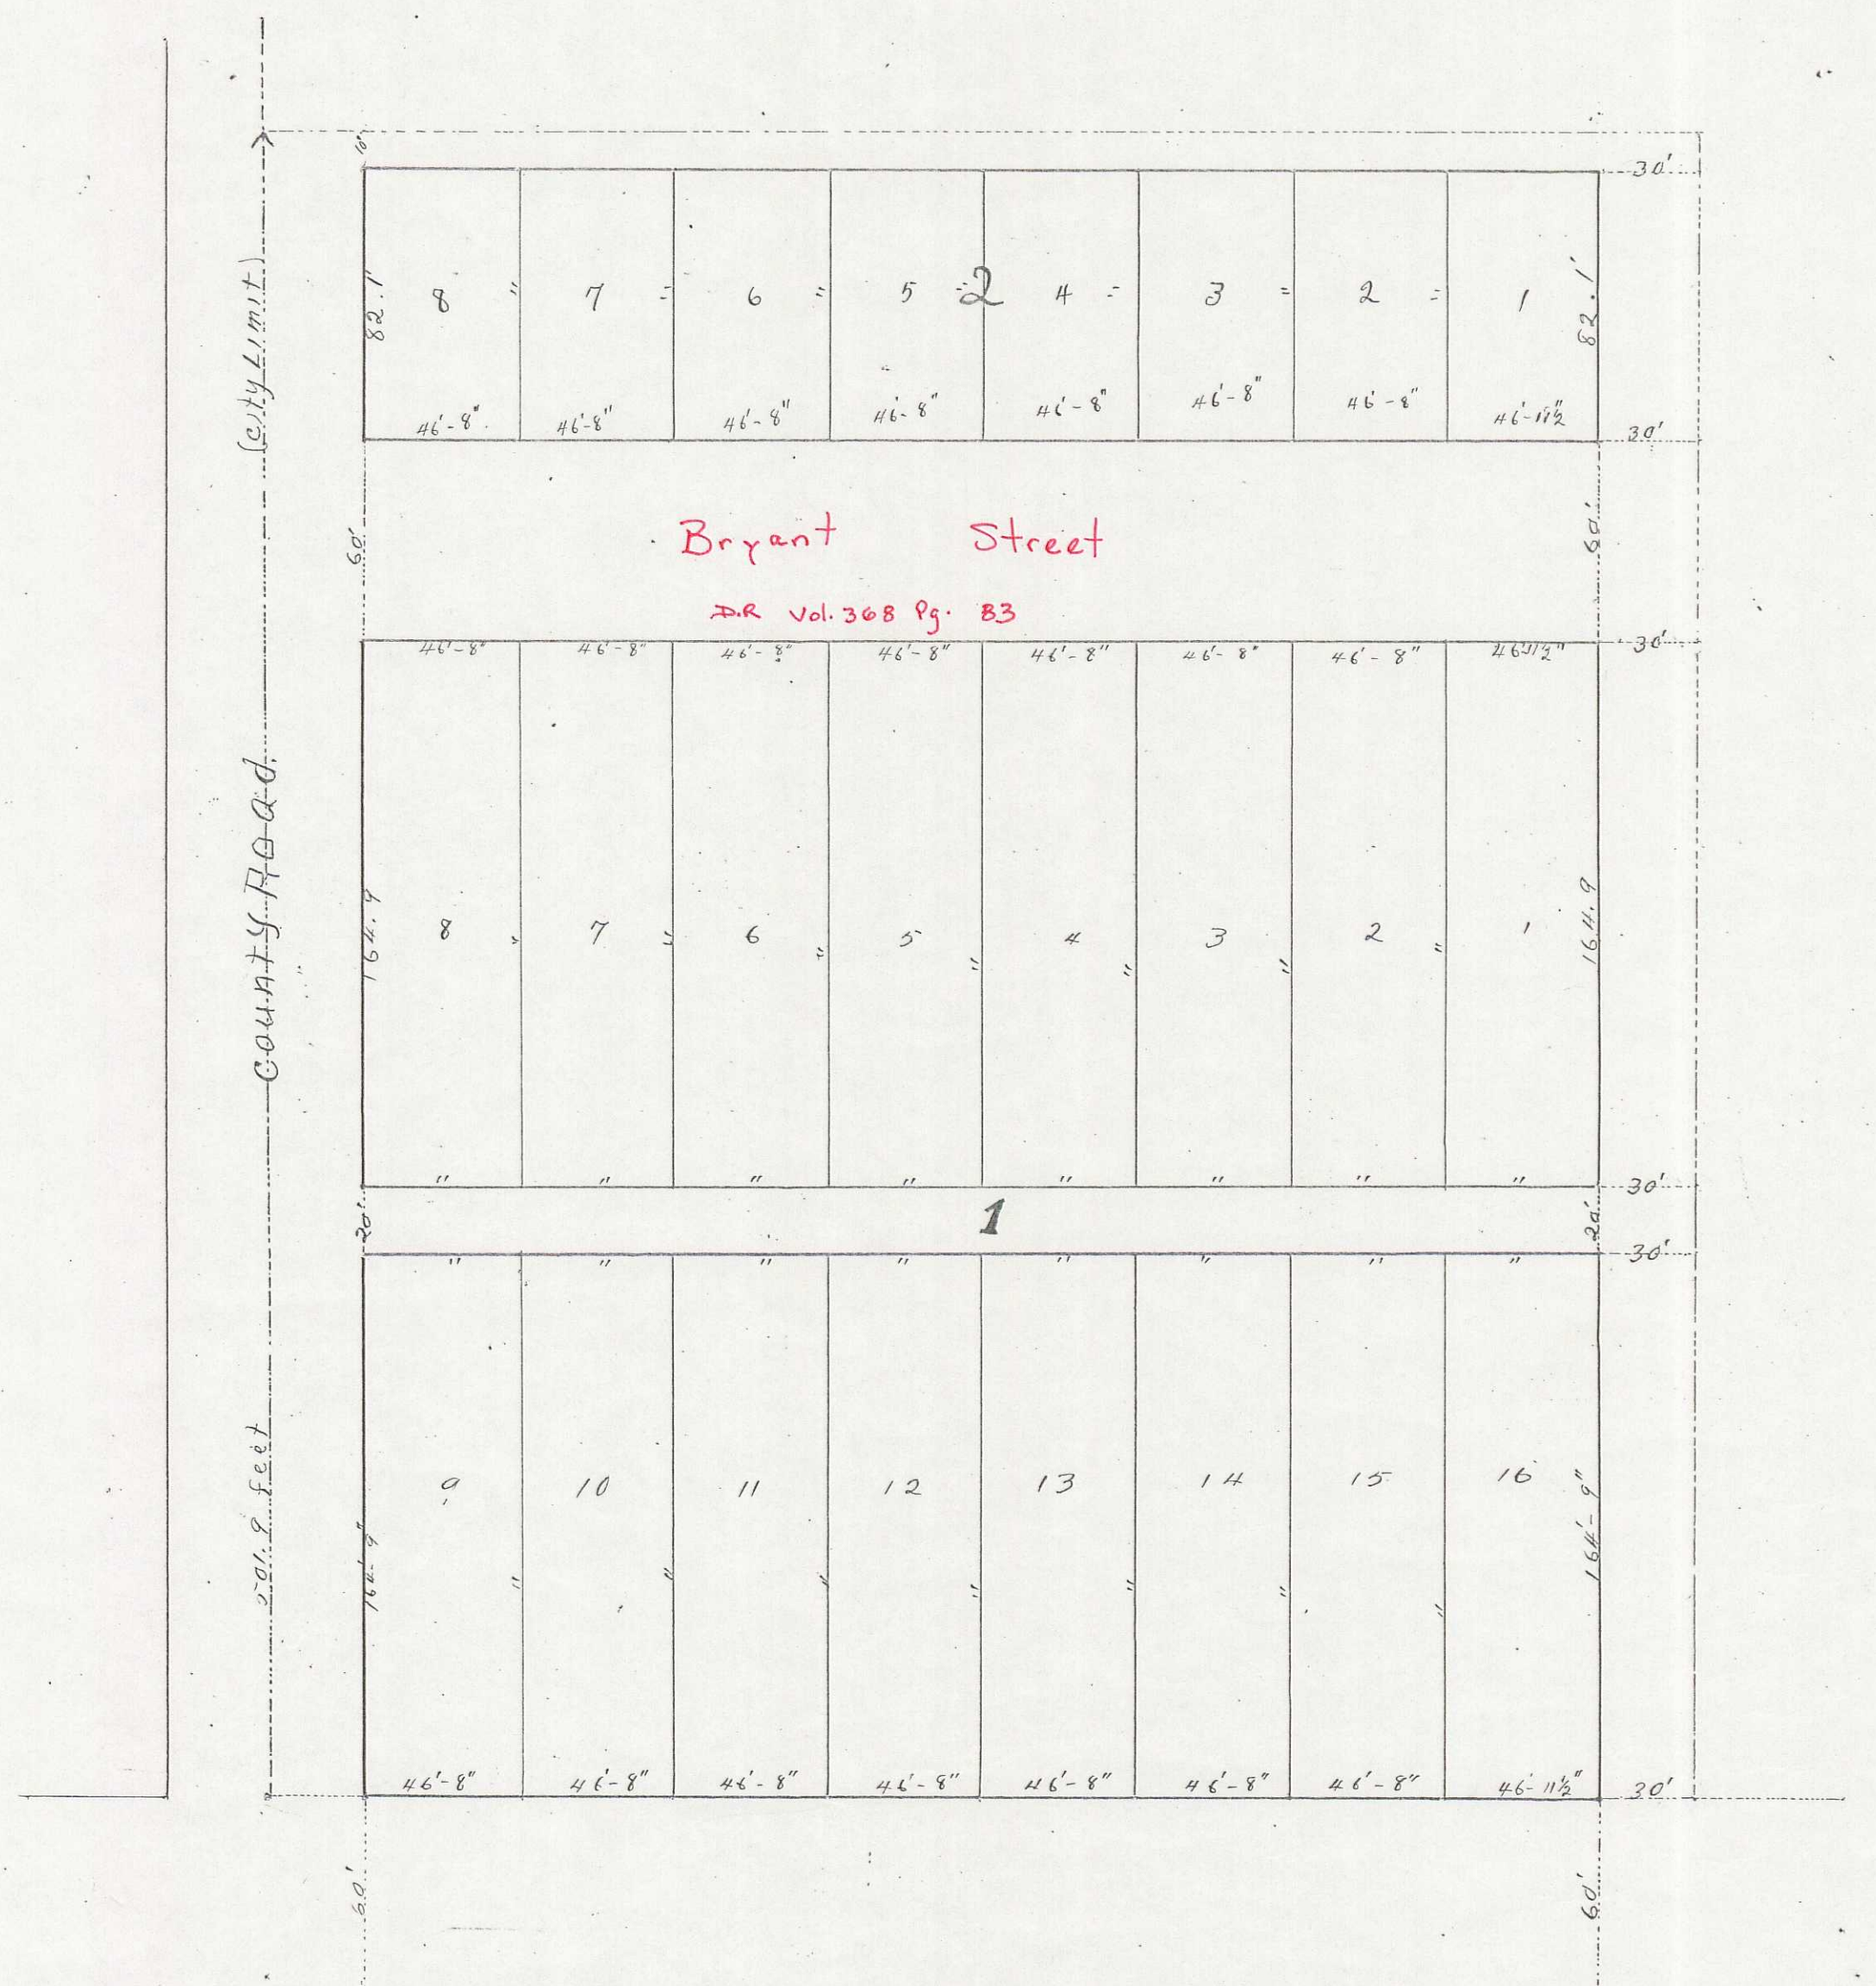 10'
30'
(City Limit)
82.1'
8 " 7 = 6 = 5 = 2 4 = 3 = 2 = 1
82.1'
46'-8" 46'-8" 46'-8" 46'-8" 46'-8" 46'-8" 46'-8" 46'-11½"
30'
60'
Bryant Street
60'
D.R Vol. 368 Pg. 83
46'-8" 46'-8" 46'-8" 46'-8" 46'-8" 46'-8" 46'-8" 46'-11½"
30'
County Road
164.9
8 " 7 " 6 " 5 " 4 " 3 " 2 " 1
164.9
" " " " " " " "
30'
20'
1
20'
30'
" " " " " " " "
501.9 feet
9 10 11 12 13 14 15 16
164'-9"
" " " " " " "
164'-9"
46'-8" 46'-8" 46'-8" 46'-8" 46'-8" 46'-8" 46'-8" 46'-11½"
30'
60'
60'